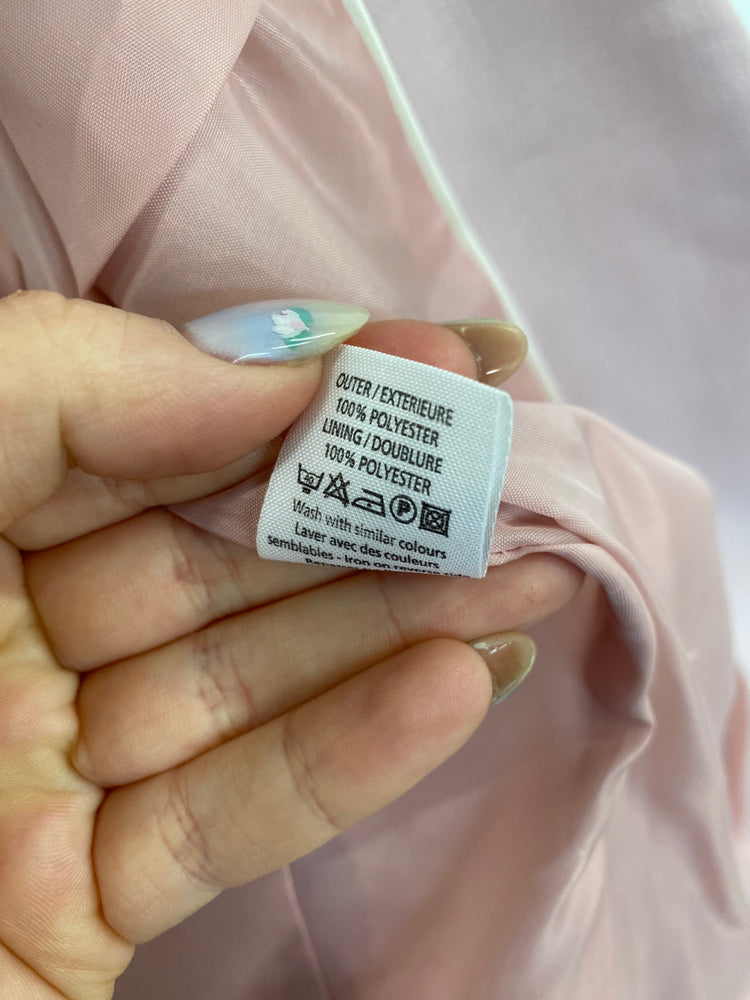 OUTER / EXTERIEURE
100% POLYESTER
LINING / DOUBLURE
100% POLYESTER
P
Wash with similar colours
Laver avec des couleurs
semblables - Iron on reverse side